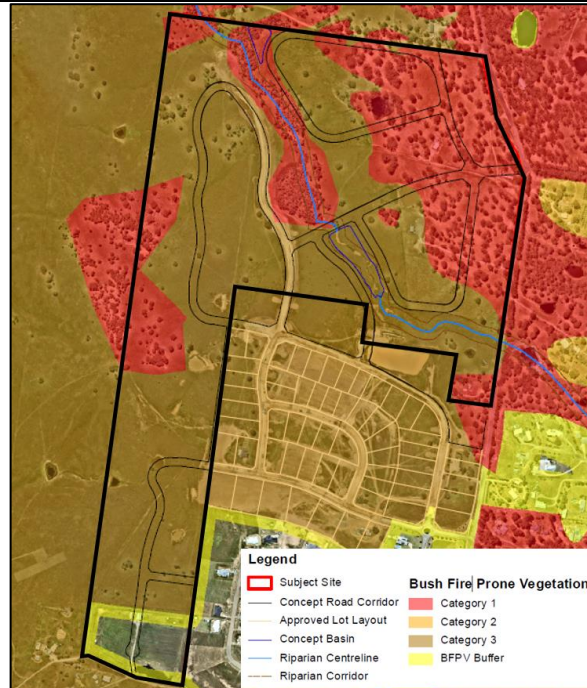 Legend
Subject Site
Concept Road Corridor
Approved Lot Layout
Concept Basin
Riparian Centreline
Riparian Corridor
Bush Fire Prone Vegetation
Category 1
Category 2
Category 3
BFPV Buffer